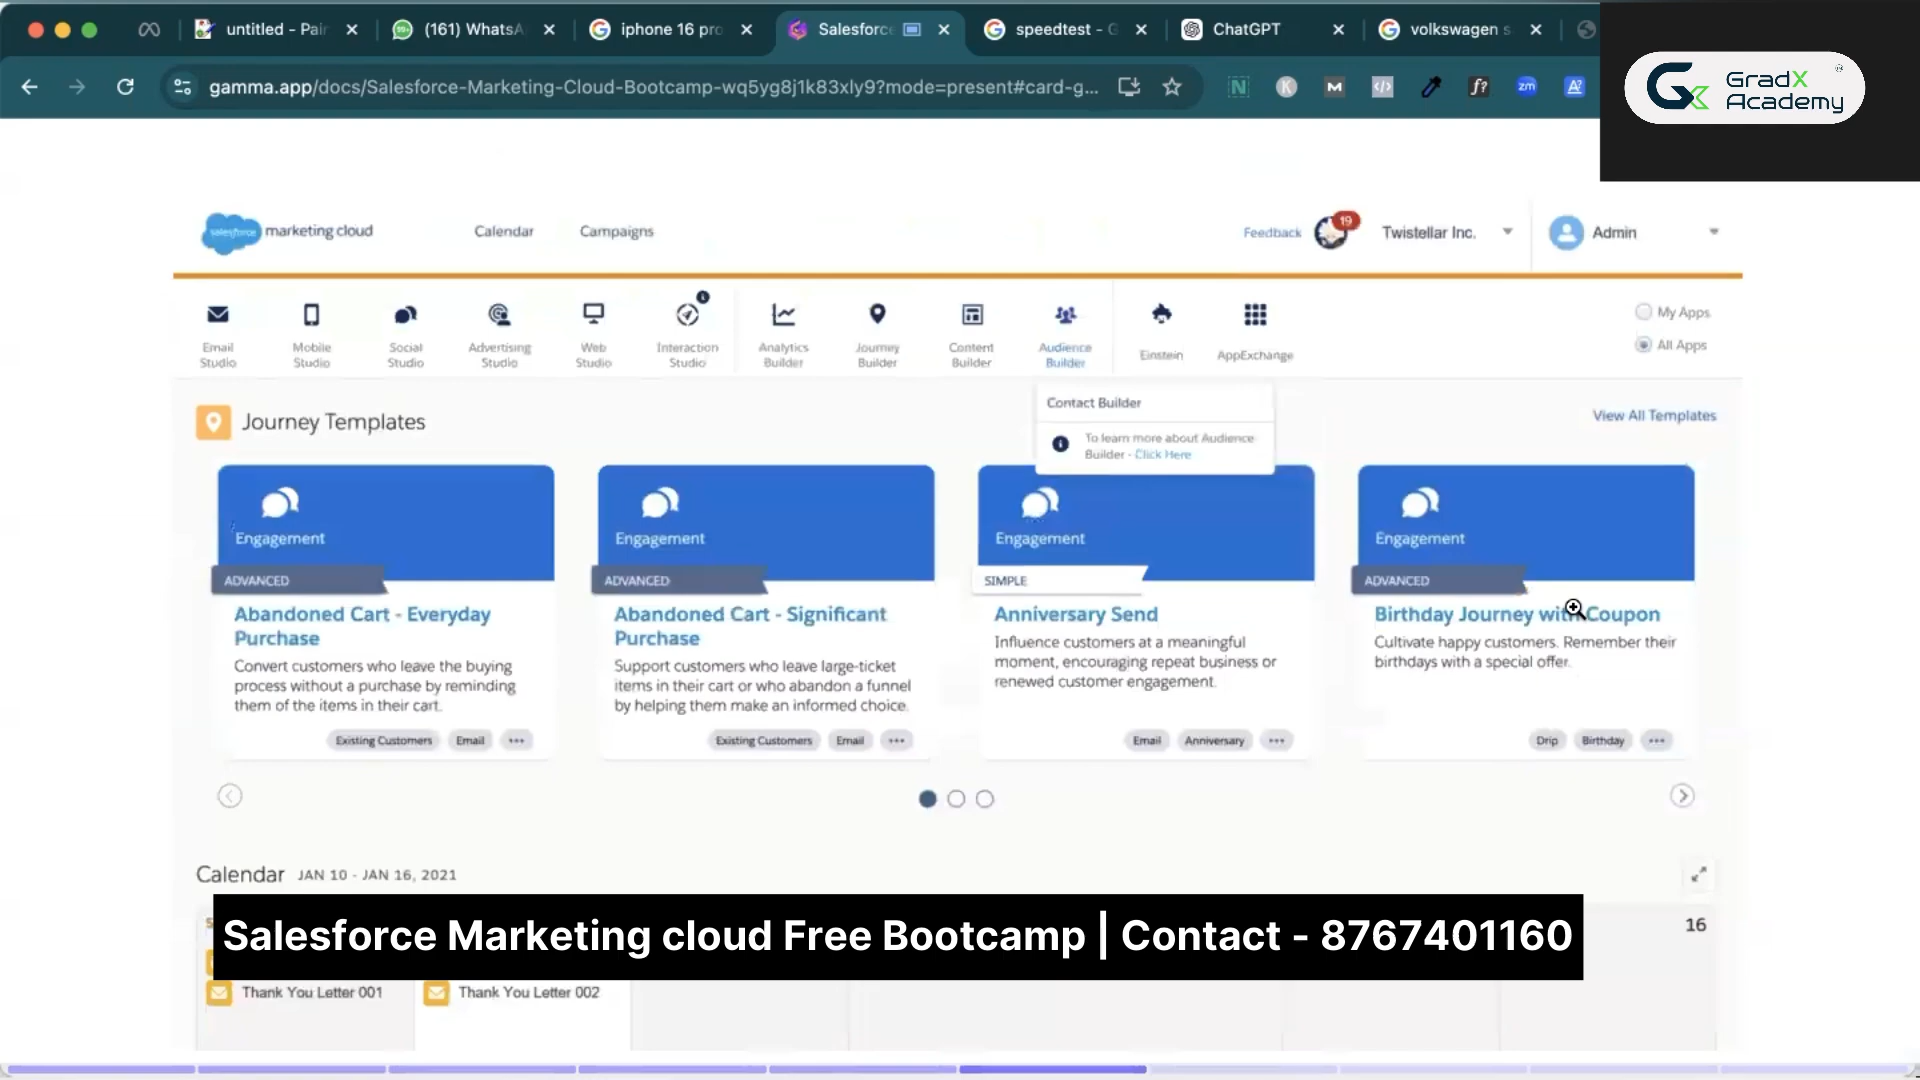 untitled - Pain
(161) WhatsA
iphone 16 pro
Salesforc
speedtest - G
ChatGPT
volkswagen s
gamma.app/docs/Salesforce-Marketing-Cloud-Bootcamp-wq5yg8j1k83xly9?mode=present#card-g...
GradX
Academy
salesforce marketing cloud
Calendar
Campaigns
Feedback
19
Twistellar Inc.
Admin
Email Studio
Mobile Studio
Social Studio
Advertising Studio
Web Studio
Interaction Studio
Analytics Builder
Journey Builder
Content Builder
Audience Builder
Einstein
AppExchange
My Apps
All Apps
Contact Builder
To learn more about Audience
Builder - Click Here
Journey Templates
View All Templates
Engagement
ADVANCED
Abandoned Cart - Everyday
Purchase
Convert customers who leave the buying
process without a purchase by reminding
them of the items in their cart.
Existing Customers Email •••
Engagement
ADVANCED
Abandoned Cart - Significant
Purchase
Support customers who leave large-ticket
items in their cart or who abandon a funnel
by helping them make an informed choice.
Existing Customers Email •••
Engagement
SIMPLE
Anniversary Send
Influence customers at a meaningful
moment, encouraging repeat business or
renewed customer engagement.
Email Anniversary •••
Engagement
ADVANCED
Birthday Journey with Coupon
Cultivate happy customers. Remember their
birthdays with a special offer.
Drip Birthday •••
Calendar JAN 10 - JAN 16, 2021
16
Salesforce Marketing cloud Free Bootcamp | Contact - 8767401160
Thank You Letter 001
Thank You Letter 002